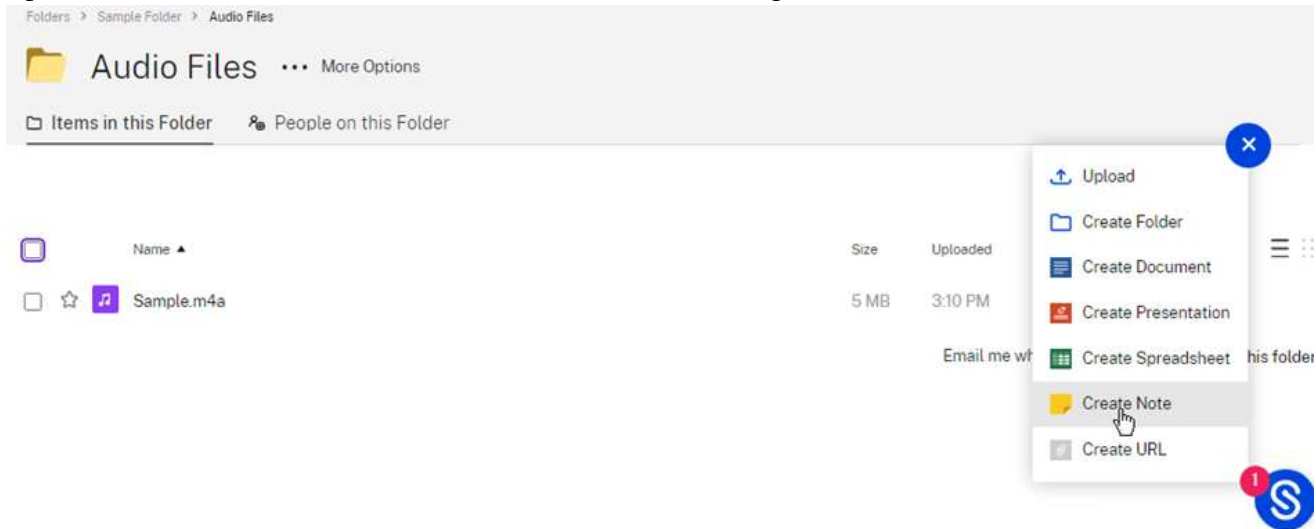 Folders > Sample Folder > Audio Files
Audio Files ••• More Options
Items in this Folder People on this Folder
Upload
Create Folder
Name ▲ Size Uploaded
Create Document
Sample.m4a 5 MB 3:10 PM
Create Presentation
Email me
Create Spreadsheet
folder
Create Note
Create URL
1
S